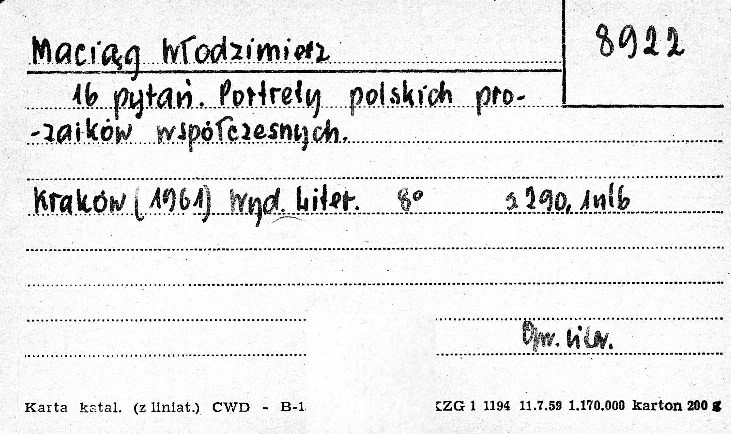 Maciąg Włodzimierz
8922
16 pytań. Portrety polskich pro-
-zaików współczesnych.
Kraków (1961) Wyd. Liter. 8° s. 290, 1nlb
Opr. liter.
Karta katal. (z liniat.) CWD - B-1 KZG 1 1194 11.7.59 1.170.000 karton 200 g